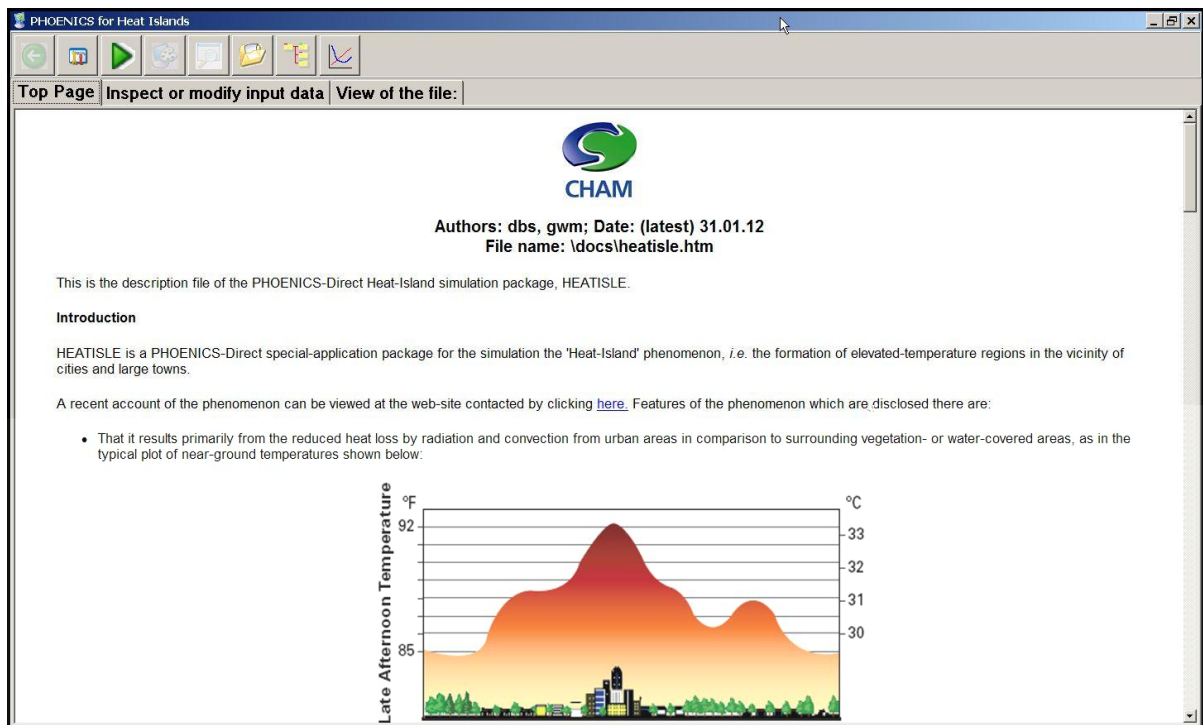 PHOENICS for Heat Islands
Top Page
Inspect or modify input data
View of the file:
CHAM
Authors: dbs, gwm; Date: (latest) 31.01.12
File name: \docs\heatisle.htm
This is the description file of the PHOENICS-Direct Heat-Island simulation package, HEATISLE.
Introduction
HEATISLE is a PHOENICS-Direct special-application package for the simulation the 'Heat-Island' phenomenon, i.e. the formation of elevated-temperature regions in the vicinity of
cities and large towns.
A recent account of the phenomenon can be viewed at the web-site contacted by clicking here. Features of the phenomenon which are disclosed there are:
• That it results primarily from the reduced heat loss by radiation and convection from urban areas in comparison to surrounding vegetation- or water-covered areas, as in the
typical plot of near-ground temperatures shown below:
Late Afternoon Temperature
°F
92
85
°C
33
32
31
30